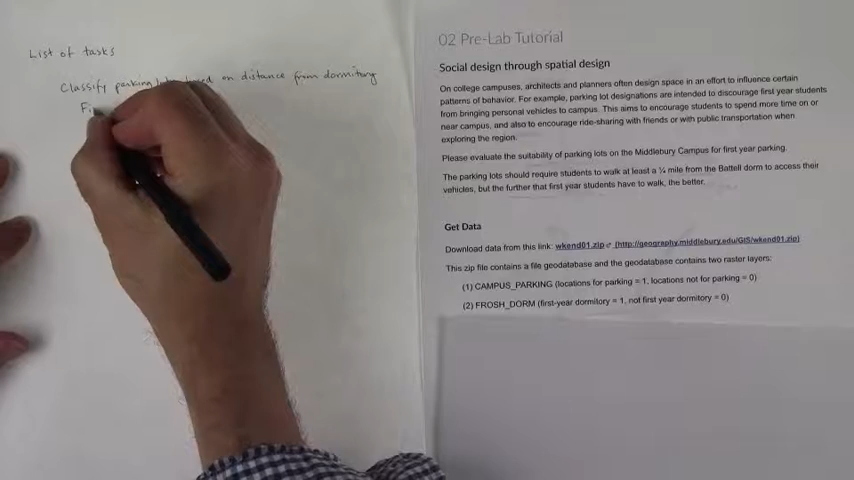 List of tasks
Classify parking on distance from dormitory
Fi
02 Pre-Lab Tutorial
Social design through spatial design
On college campuses, architects and planners often design space in an effort to influence certain
patterns of behavior. For example, parking lot designations are intended to discourage first year students
from bringing personal vehicles to campus. This aims to encourage students to spend more time on or
near campus, and also to encourage ride-sharing with friends or with public transportation when
exploring the region.
Please evaluate the suitability of parking lots on the Middlebury Campus for first year parking.
The parking lots should require students to walk at least a ¼ mile from the Battell dorm to access their
vehicles, but the further that first year students have to walk, the better.
Get Data
Download data from this link: wkend01.zip (http://geography.middlebury.edu/GIS/wkend01.zip)
This zip file contains a file geodatabase and the geodatabase contains two raster layers:
(1) CAMPUS_PARKING (locations for parking = 1, locations not for parking = 0)
(2) FROSH_DORM (first-year dormitory = 1, not first year dormitory = 0)